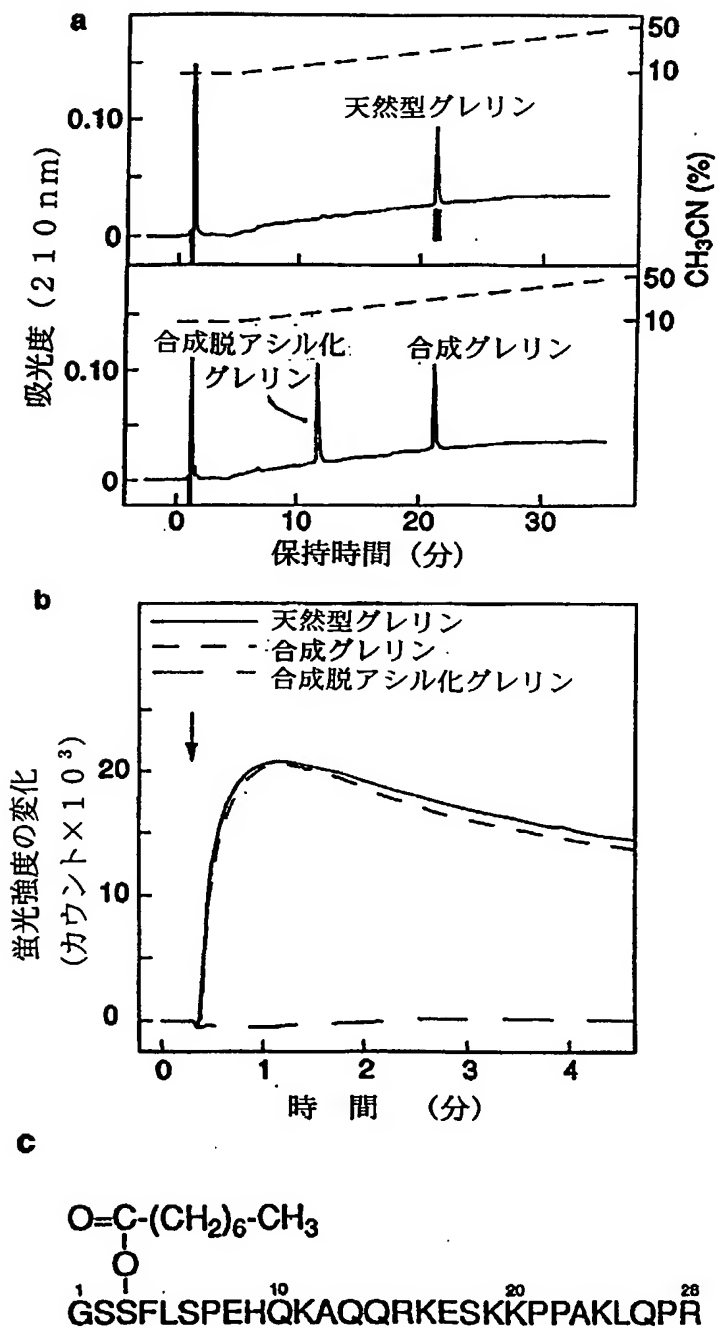 a
50
10
0.10
天然型グレリン
0
CH3CN (%)
吸光度 (210nm)
50
10
合成脱アシル化
グレリン
合成グレリン
0.10
0
0 10 20 30
保持時間 (分)
b
天然型グレリン
合成グレリン
合成脱アシル化グレリン
蛍光強度の変化
(カウント×10³)
20
10
0
0 1 2 3 4
時 間 (分)
c
O=C-(CH2)6-CH3
O
1 10 20 28
GSSFLSPEHQKAQQRKESKKPPAKLQPR